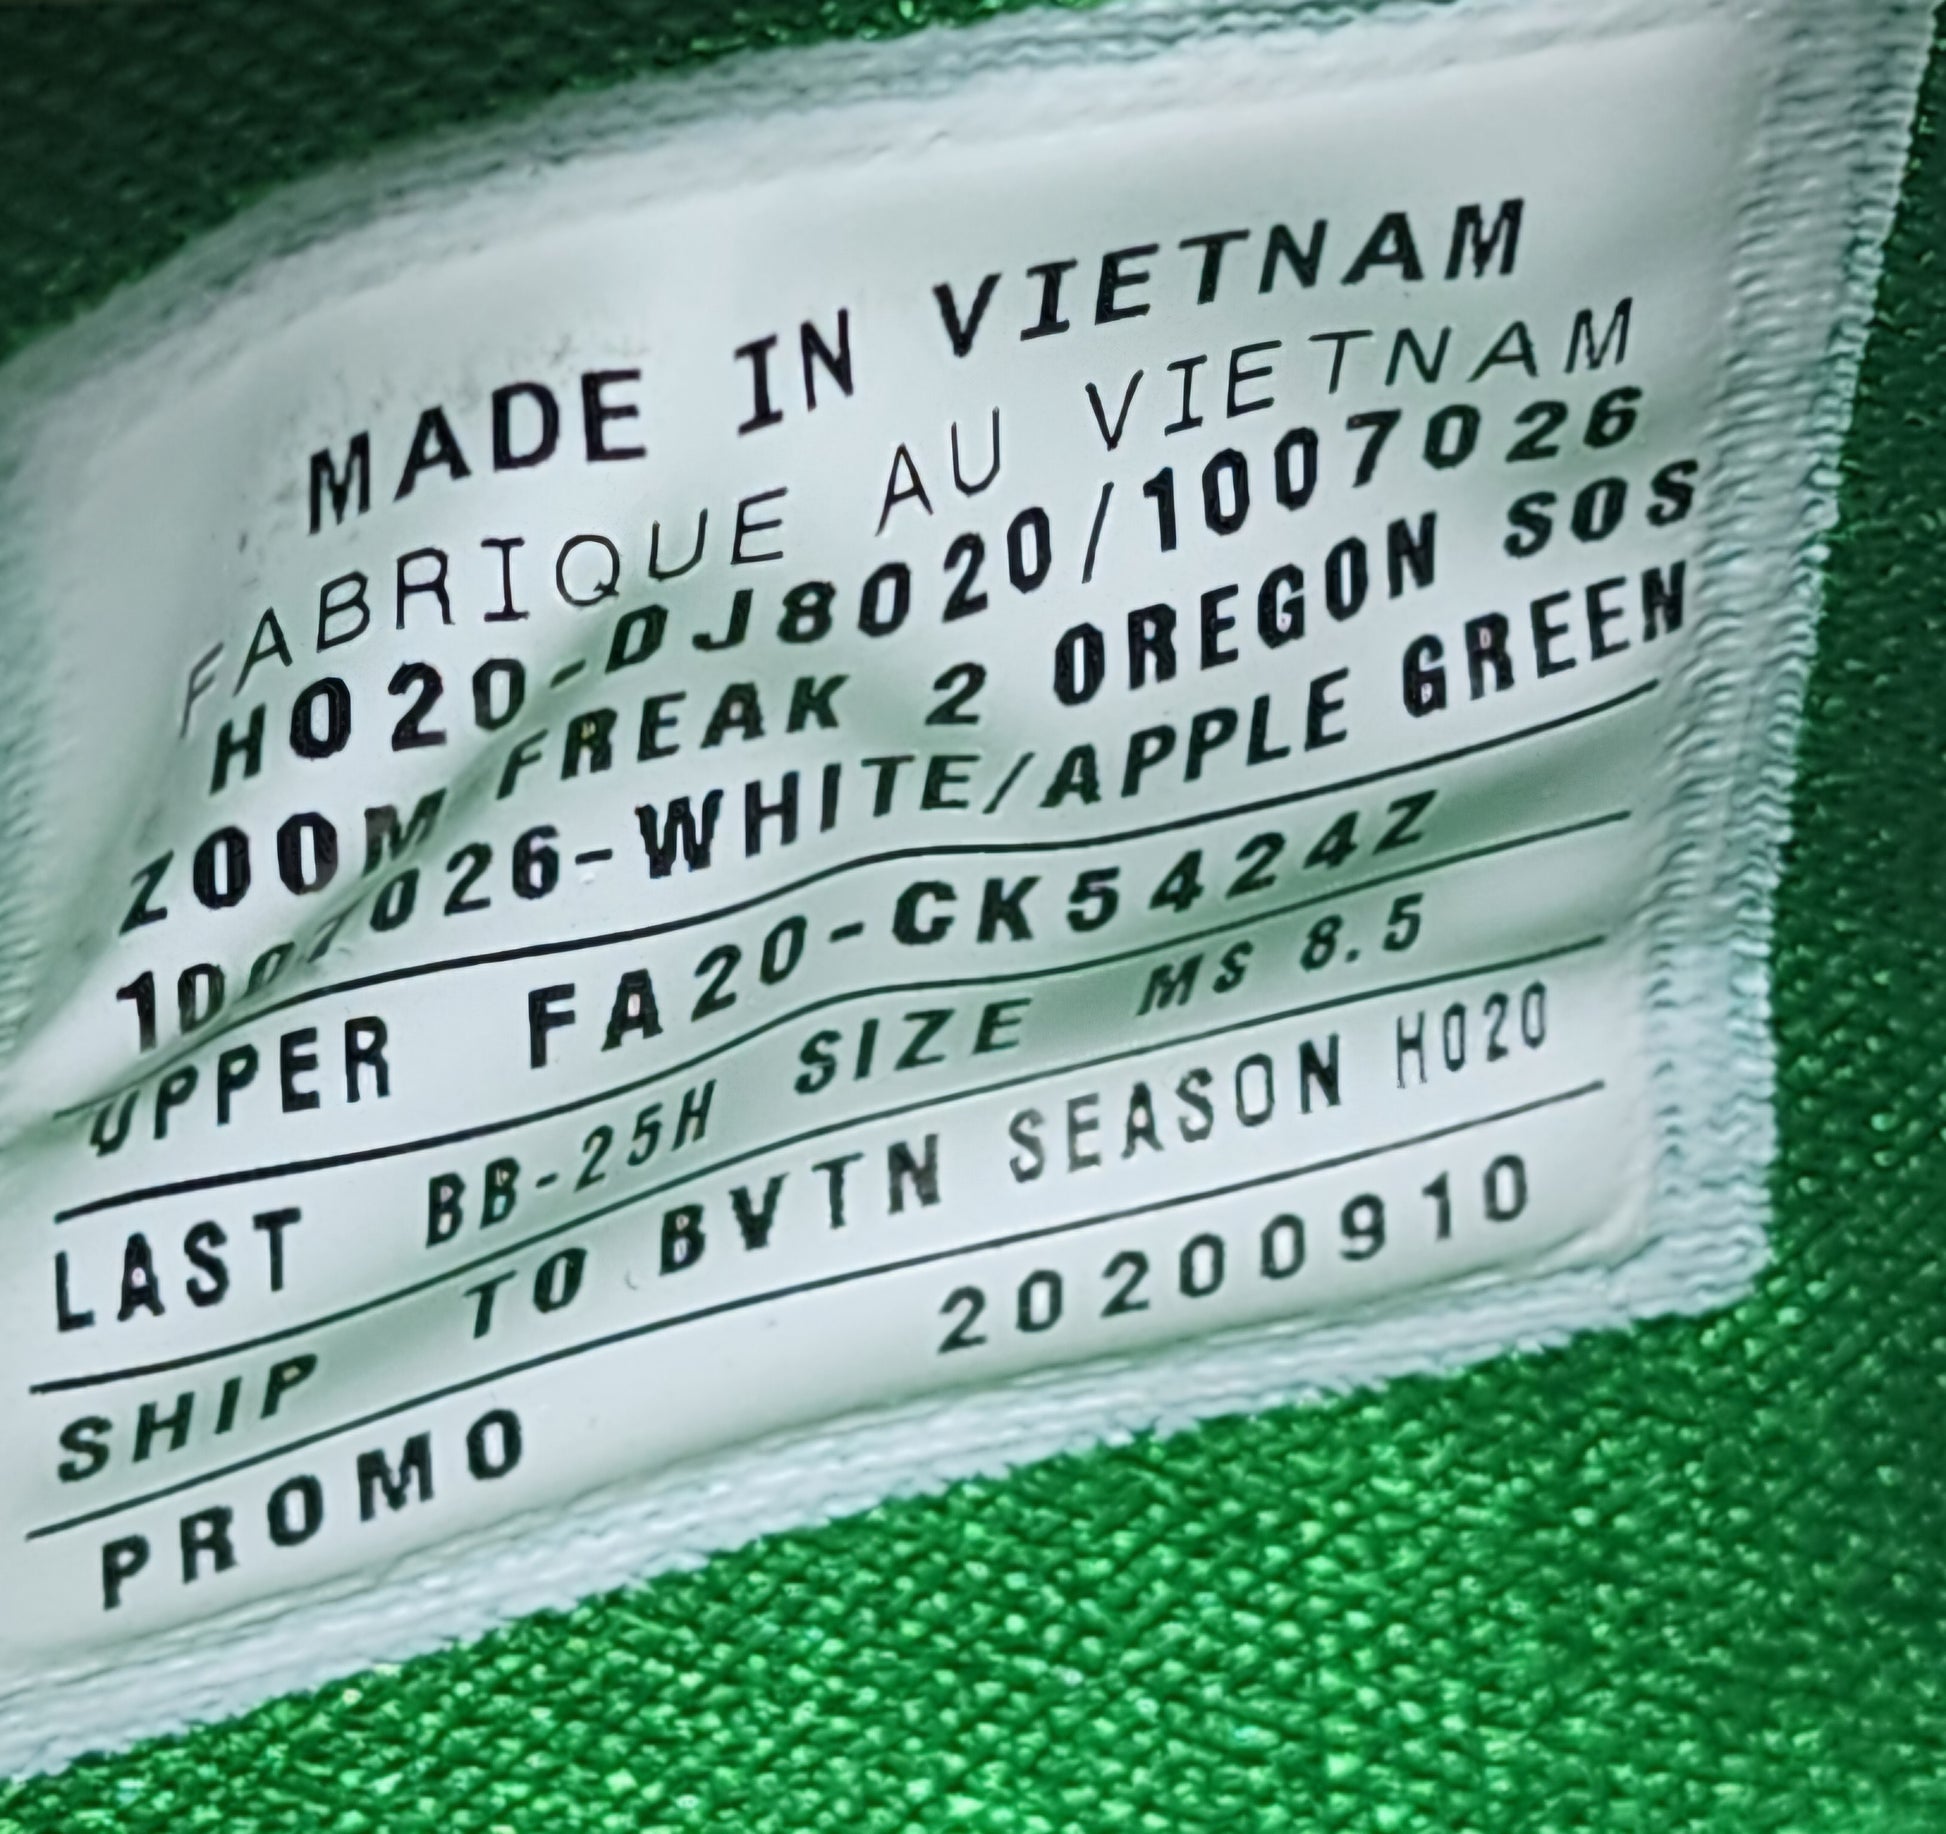 MADE IN VIETNAM
FABRIQUE AU VIETNAM
HO20-DJ8020/1007026
ZOOM FREAK 2 OREGON SOS
1007026-WHITE/APPLE GREEN
UPPER FA20-CK5424Z
LAST BB-25H SIZE MS 8.5
SHIP TO BVTN SEASON HO20
PROMO 20200910